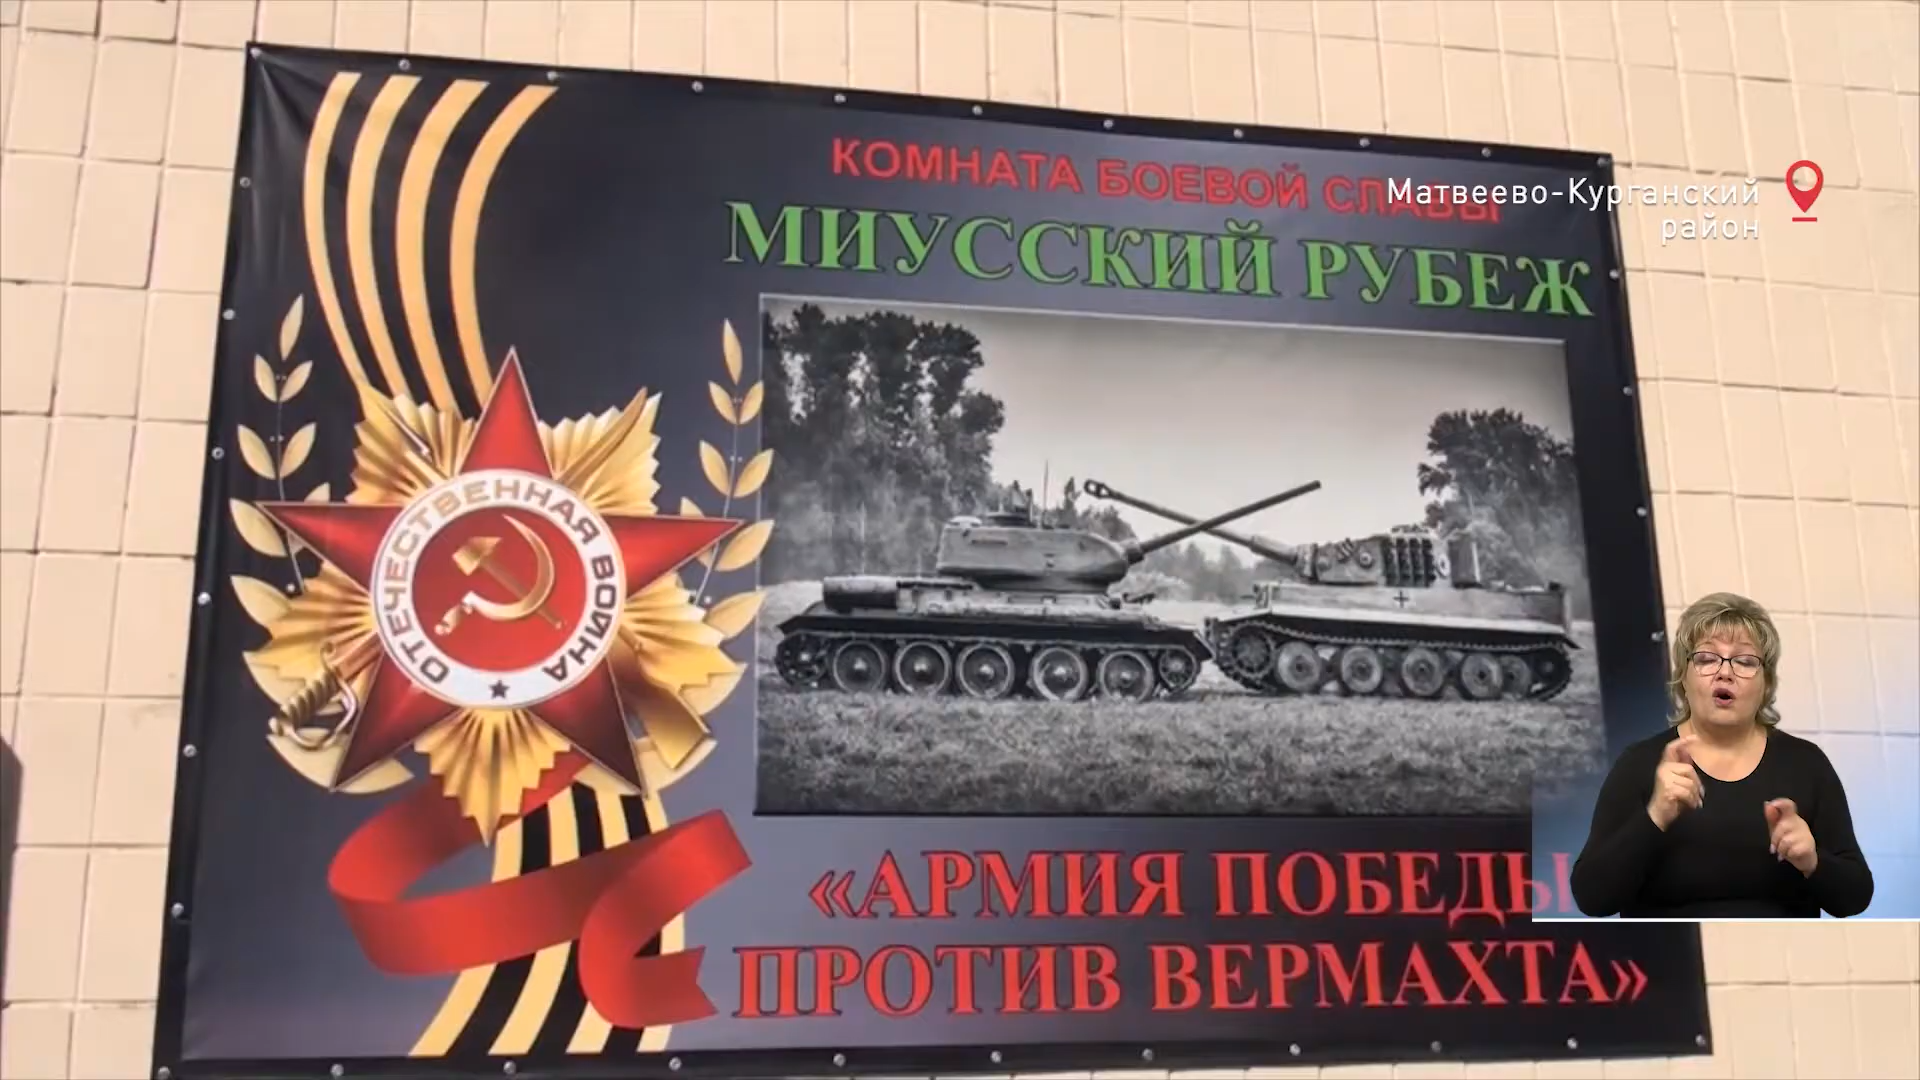 КОМНАТА БОЕВОЙ СЛАВЫ
МИУССКИЙ РУБЕЖ
Матвеево-Курганский
район
ОТЕЧЕСТВЕННАЯ ВОЙНА
«АРМИЯ ПОБЕДЫ
ПРОТИВ ВЕРМАХТА»